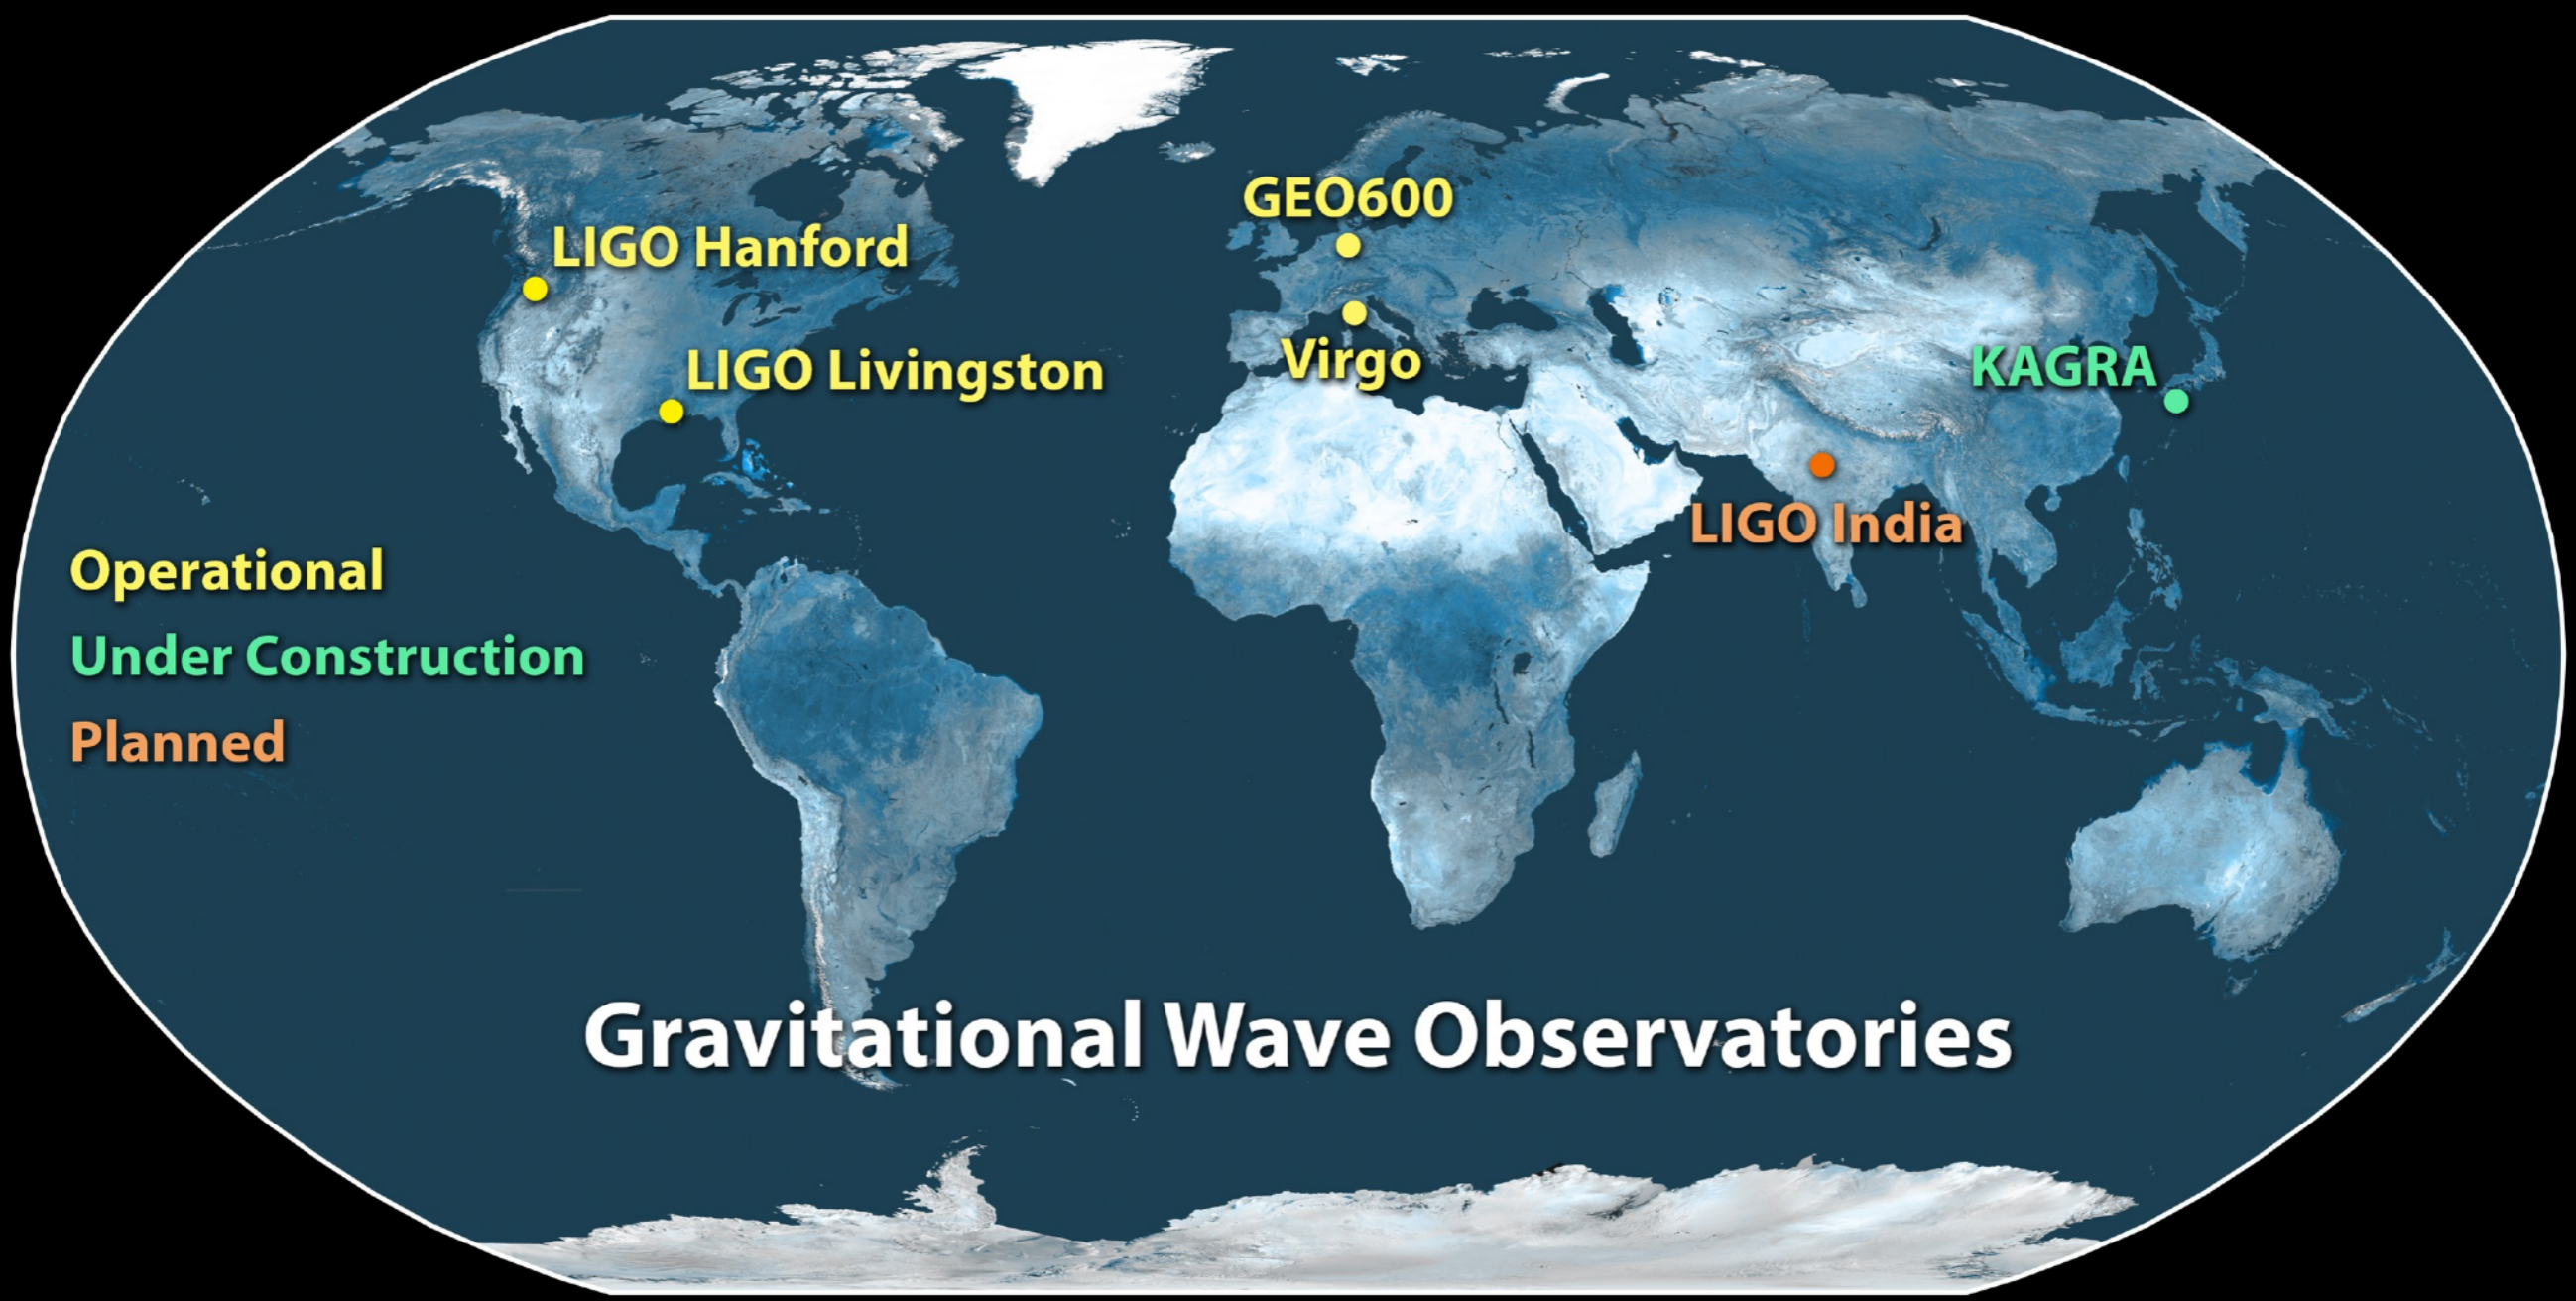 GEO600
LIGO Hanford
Virgo
LIGO Livingston
KAGRA
LIGO India
Operational
Under Construction
Planned
Gravitational Wave Observatories